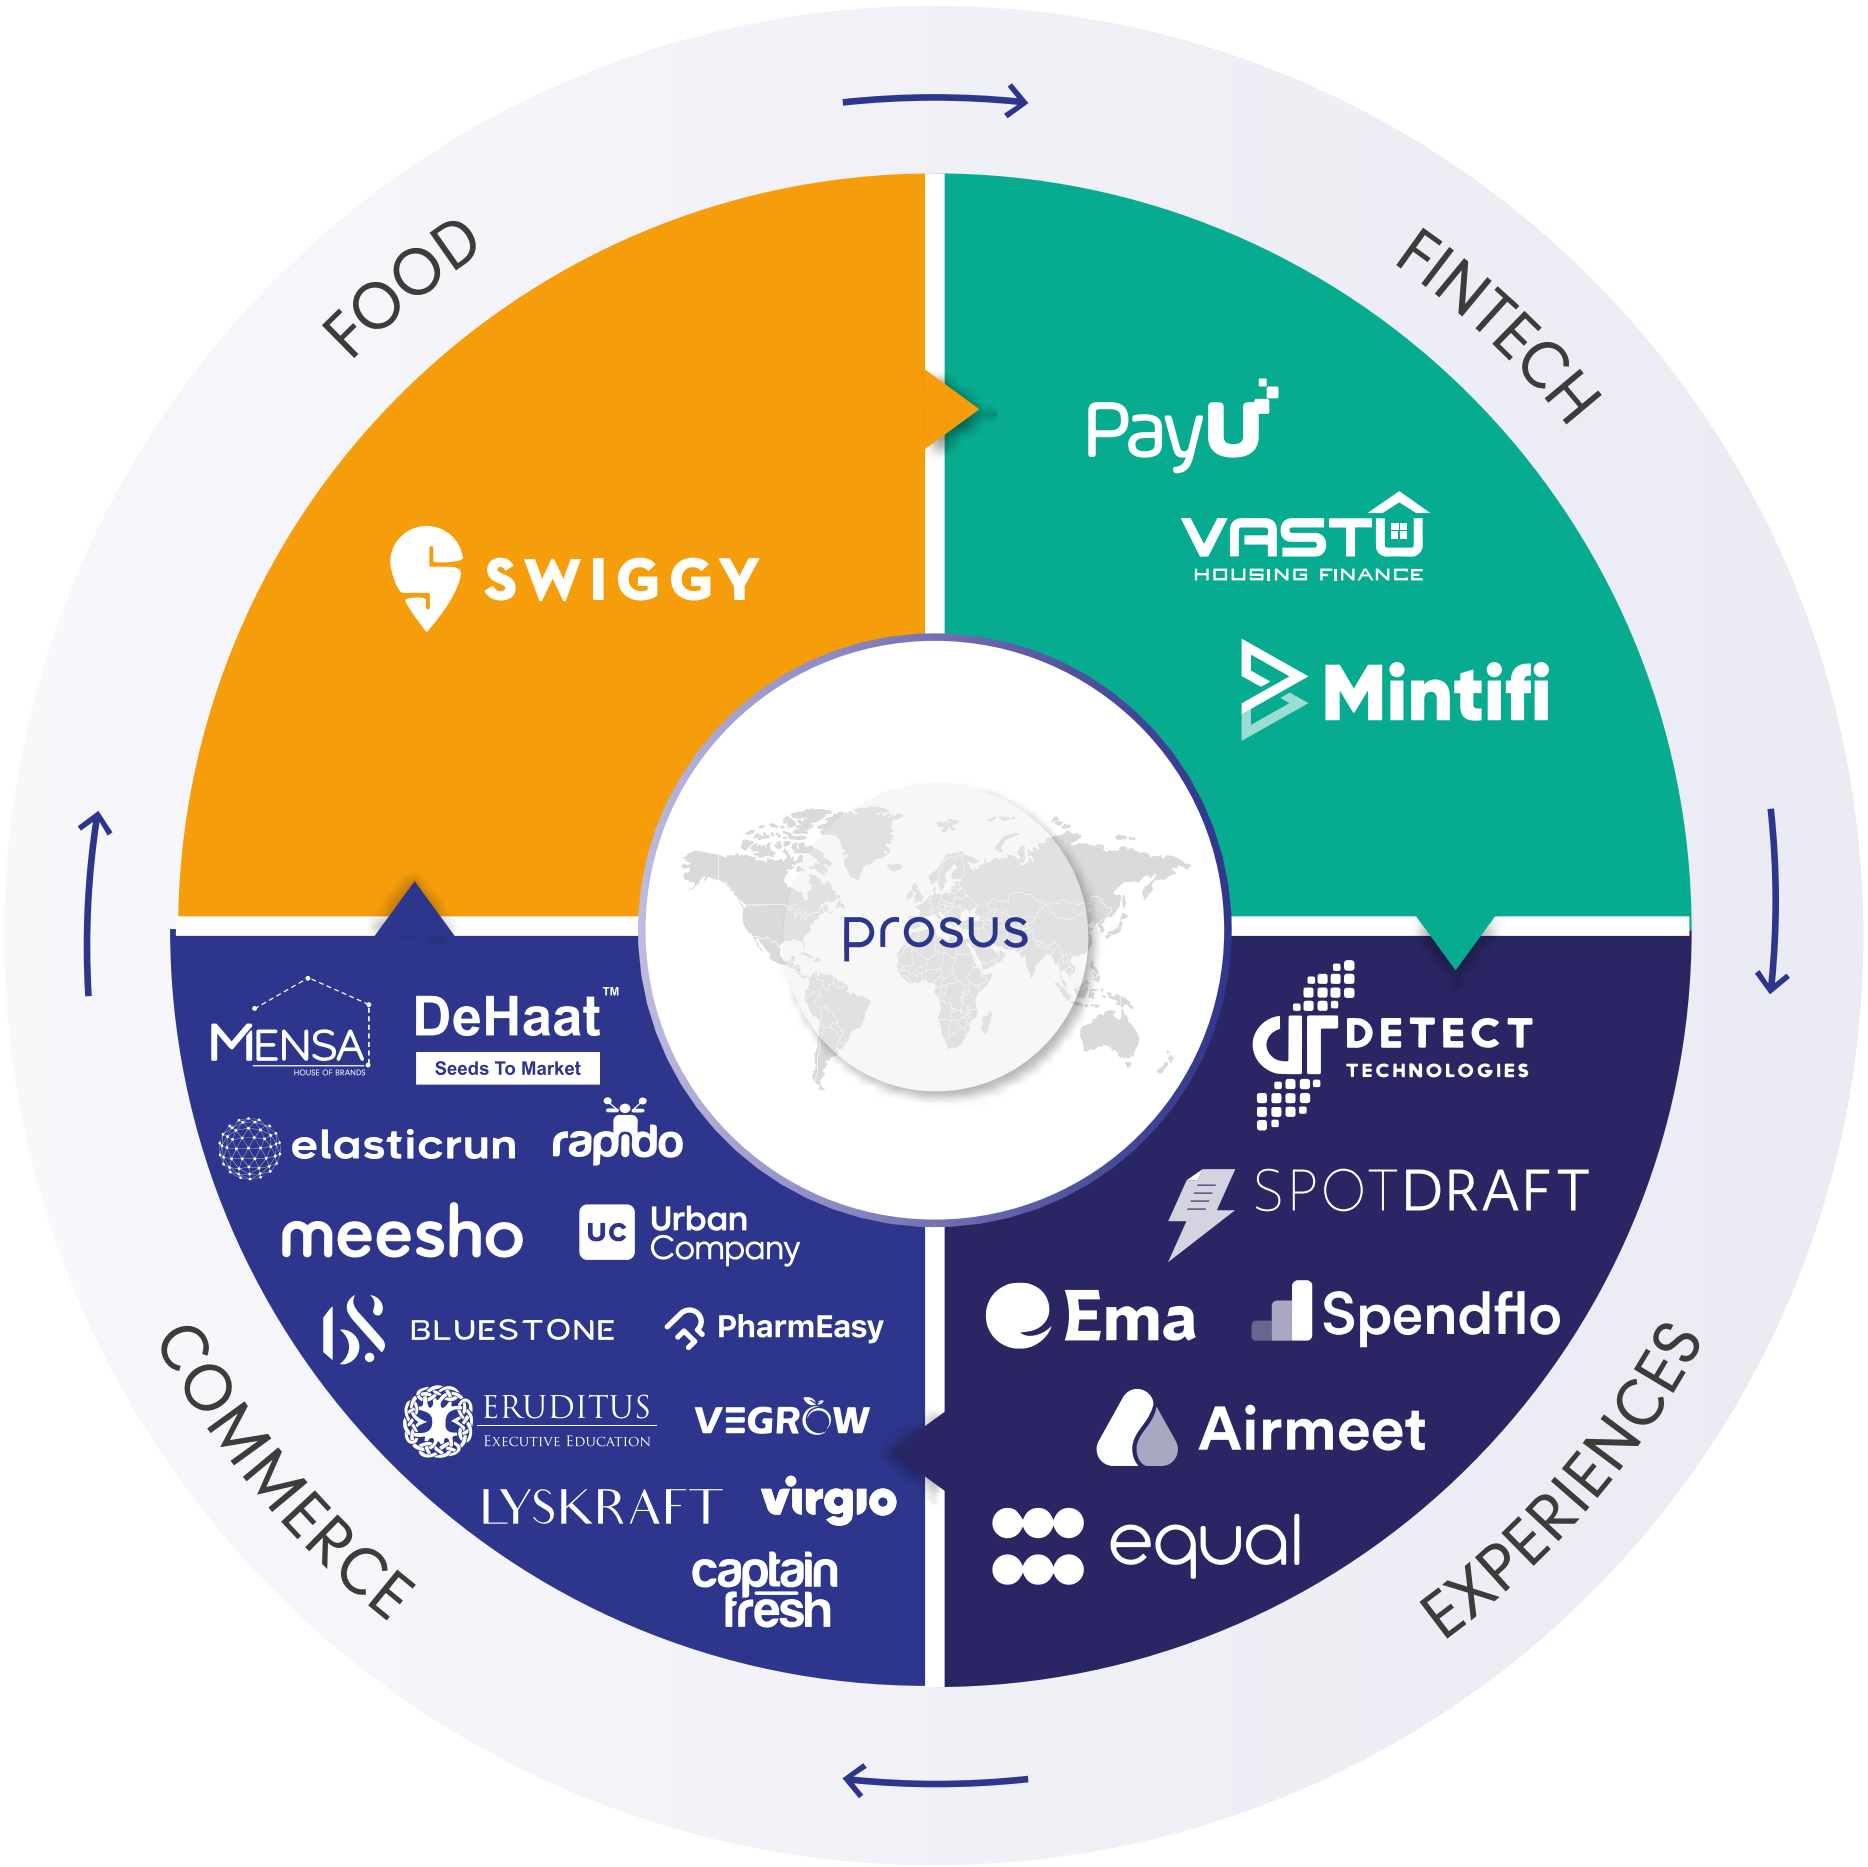 FOOD
FINTECH
PayU
SWIGGY
VASTU
HOUSING FINANCE
Mintifi
prosus
MENSA
HOUSE OF BRANDS
DeHaat™
Seeds To Market
elasticrun
rapido
meesho
UC
Urban
Company
BLUESTONE
PharmEasy
ERUDITUS
EXECUTIVE EDUCATION
VEGROW
LYSKRAFT
virgio
captain
fresh
COMMERCE
DETECT
TECHNOLOGIES
SPOTDRAFT
Ema
Spendflo
Airmeet
equal
EXPERIENCES